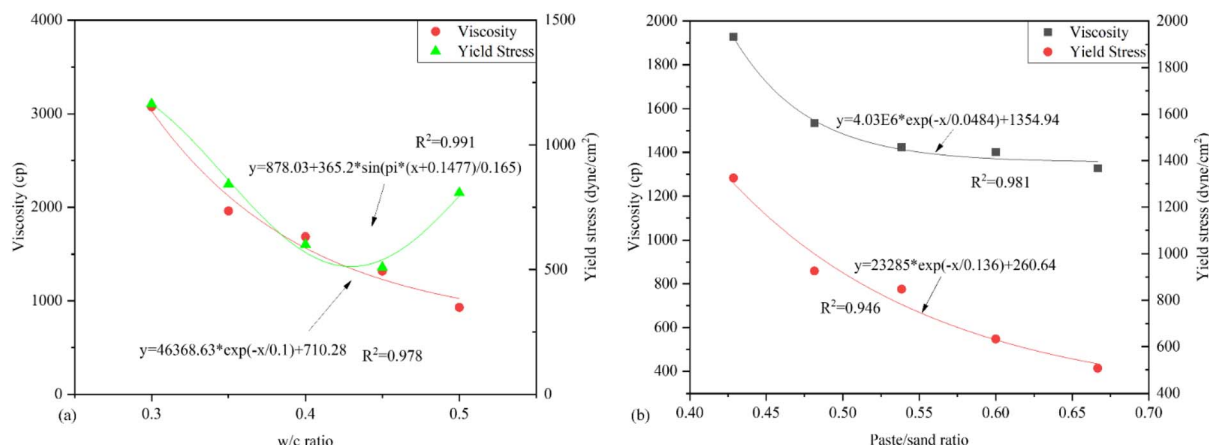 4000
3000
2000
1000
0
Viscosity (cp)
1500
1000
500
0
Yield stress (dyne/cm²)
Viscosity
Yield Stress
R²=0.991
y=878.03+365.2*sin(pi*(x+0.1477)/0.165)
y=46368.63*exp(-x/0.1)+710.28
R²=0.978
(a)
0.3 0.4 0.5
w/c ratio
2000
1800
1600
1400
1200
1000
800
600
400
Viscosity (cp)
2000
1800
1600
1400
1200
1000
800
600
400
Yield stress (dyne/cm²)
Viscosity
Yield Stress
y=4.03E6*exp(-x/0.0484)+1354.94
R²=0.981
y=23285*exp(-x/0.136)+260.64
R²=0.946
(b)
0.40 0.45 0.50 0.55 0.60 0.65 0.70
Paste/sand ratio